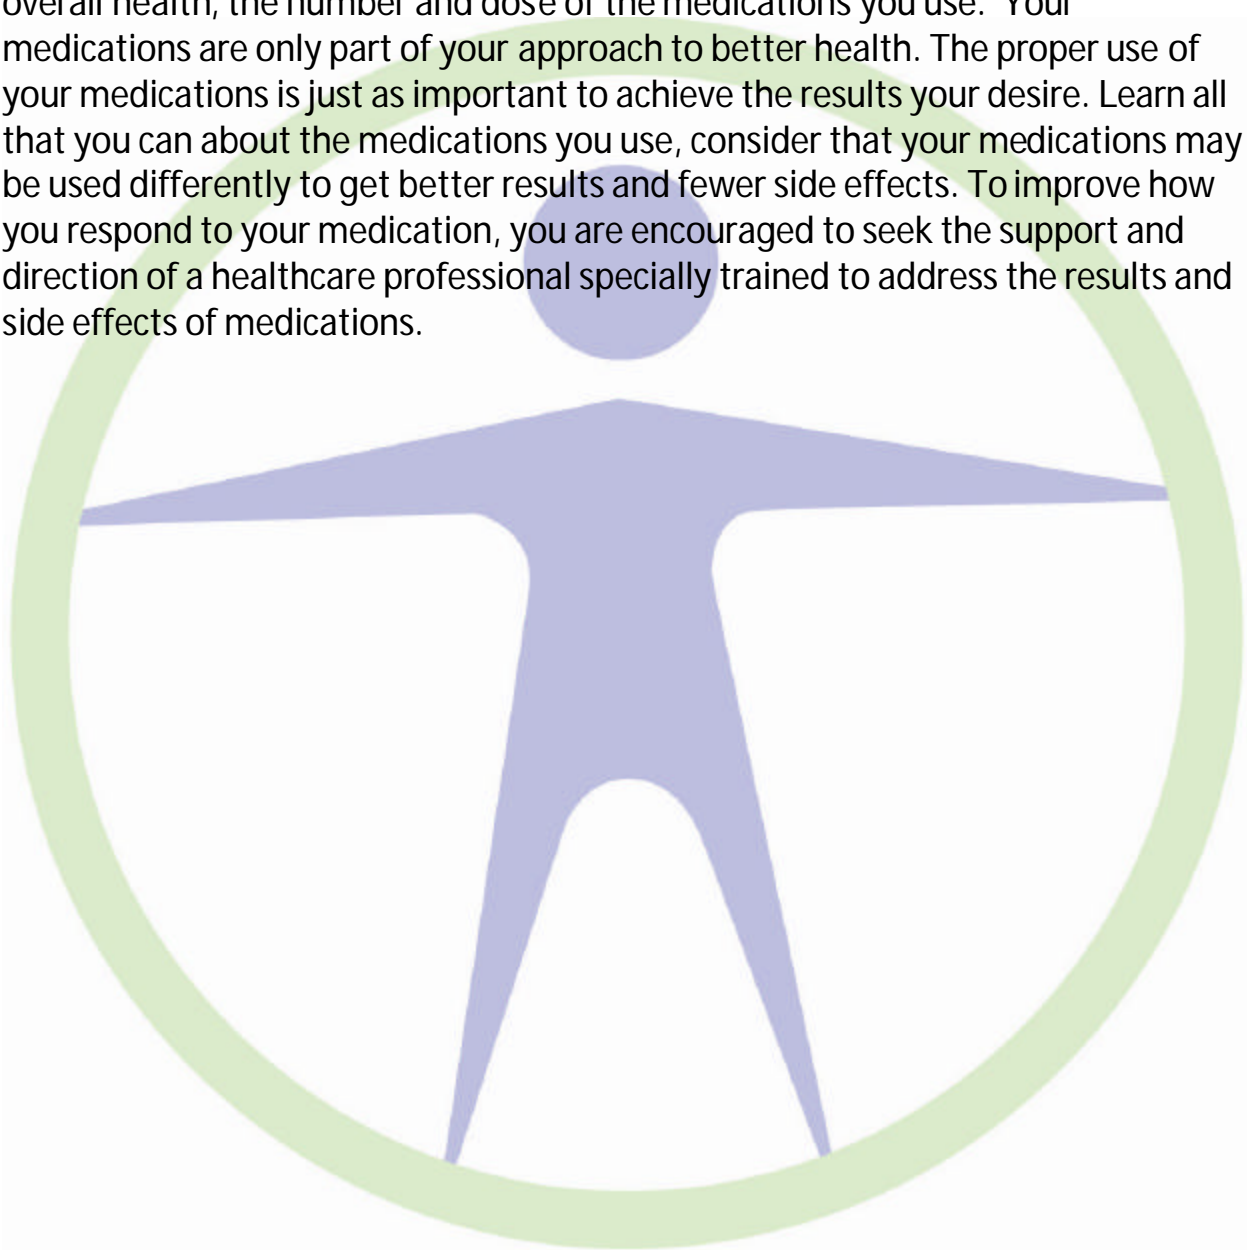 overall health, the number and dose of the medications you use. Your
medications are only part of your approach to better health. The proper use of
your medications is just as important to achieve the results your desire. Learn all
that you can about the medications you use, consider that your medications may
be used differently to get better results and fewer side effects. To improve how
you respond to your medication, you are encouraged to seek the support and
direction of a healthcare professional specially trained to address the results and
side effects of medications.